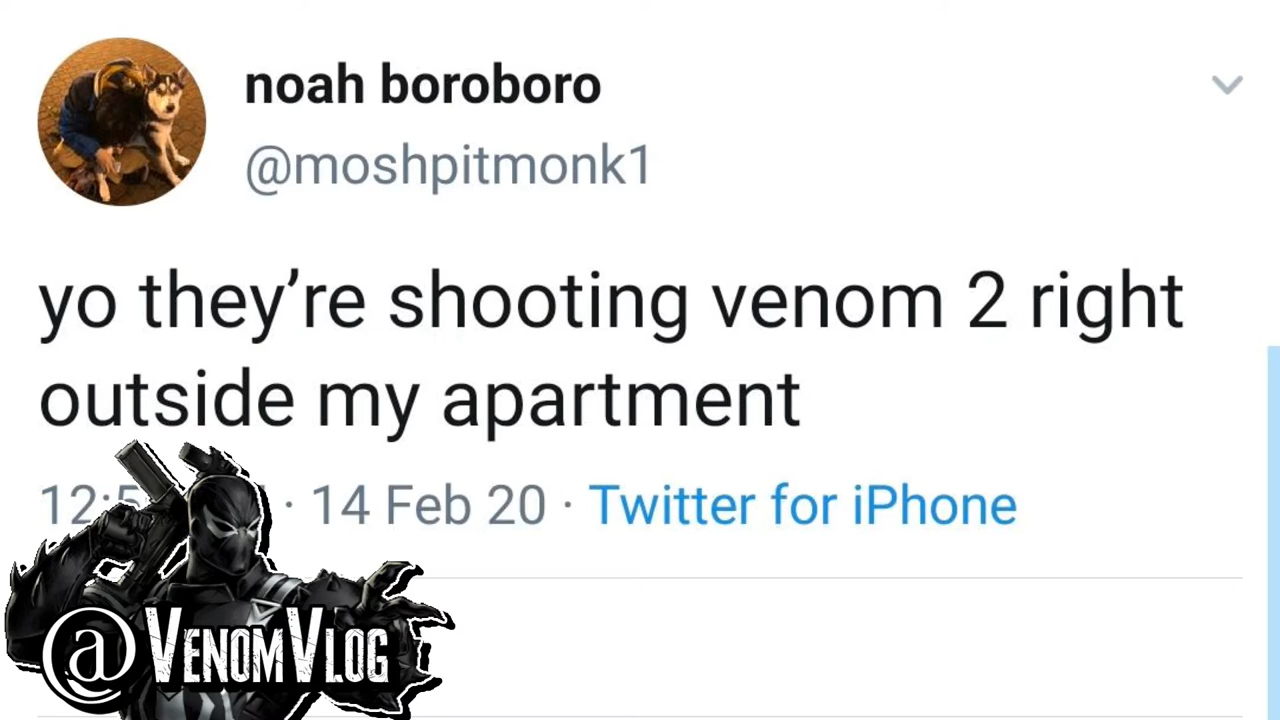 noah boroboro
@moshpitmonk1
yo they’re shooting venom 2 right
outside my apartment
· 14 Feb 20 · Twitter for iPhone
@VENOMVLOG